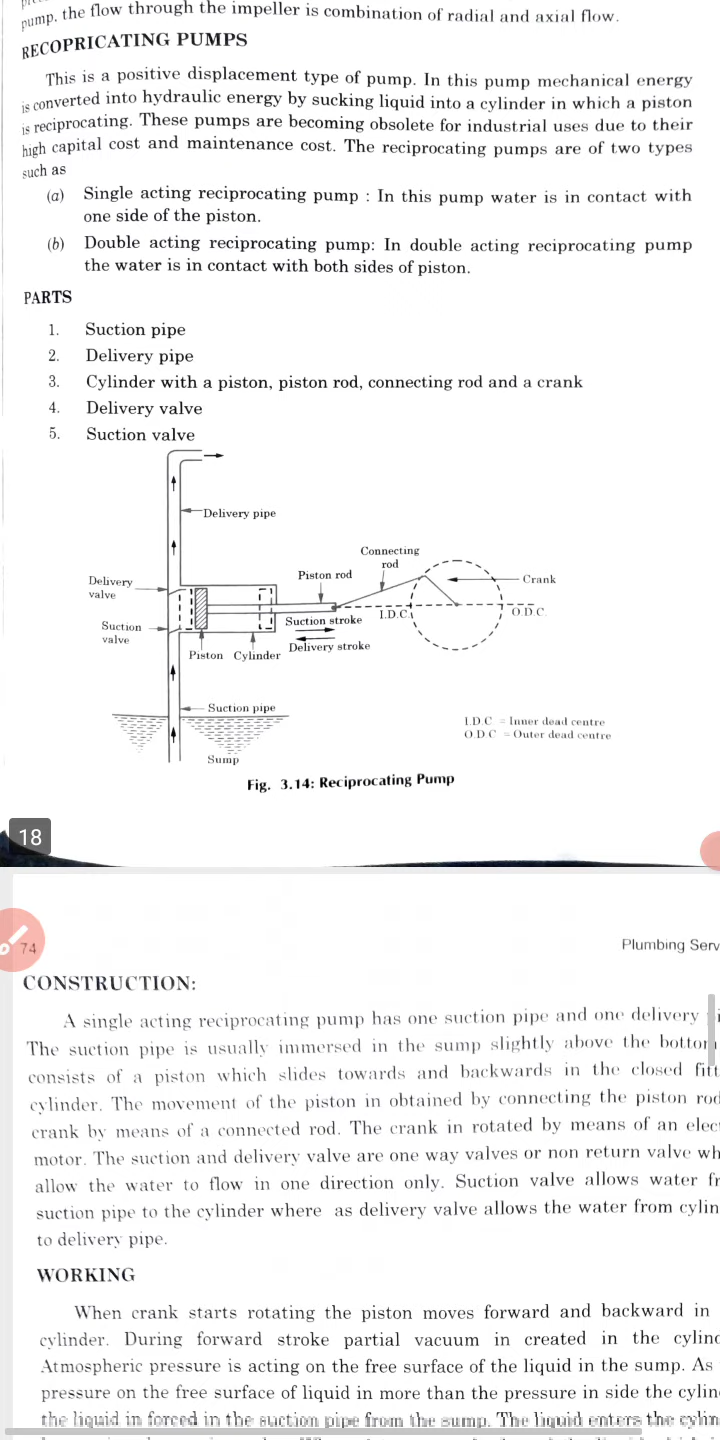 pump, the flow through the impeller is combination of radial and axial flow.
RECOPRICATING PUMPS
This is a positive displacement type of pump. In this pump mechanical energy
is converted into hydraulic energy by sucking liquid into a cylinder in which a piston
is reciprocating. These pumps are becoming obsolete for industrial uses due to their
high capital cost and maintenance cost. The reciprocating pumps are of two types
such as
(a) Single acting reciprocating pump : In this pump water is in contact with
one side of the piston.
(b) Double acting reciprocating pump: In double acting reciprocating pump
the water is in contact with both sides of piston.
PARTS
1. Suction pipe
2. Delivery pipe
3. Cylinder with a piston, piston rod, connecting rod and a crank
4. Delivery valve
5. Suction valve
Delivery pipe
Connecting
rod
Piston rod
Crank
Delivery
valve
I.D.C.
O.D.C.
Suction
valve
Suction stroke
Delivery stroke
Piston Cylinder
Suction pipe
I.D.C = Inner dead centre
O.D.C = Outer dead centre
Sump
Fig. 3.14: Reciprocating Pump
18
74
Plumbing Serv
CONSTRUCTION:
A single acting reciprocating pump has one suction pipe and one delivery
The suction pipe is usually immersed in the sump slightly above the bottom
consists of a piston which slides towards and backwards in the closed fitt
cylinder. The movement of the piston in obtained by connecting the piston rod
crank by means of a connected rod. The crank in rotated by means of an elec
motor. The suction and delivery valve are one way valves or non return valve wh
allow the water to flow in one direction only. Suction valve allows water fr
suction pipe to the cylinder where as delivery valve allows the water from cylin
to delivery pipe.
WORKING
When crank starts rotating the piston moves forward and backward in
cylinder. During forward stroke partial vacuum in created in the cylind
Atmospheric pressure is acting on the free surface of the liquid in the sump. As
pressure on the free surface of liquid in more than the pressure in side the cylin
the liquid in forced in the suction pipe from the sump. The liquid enters the cylin